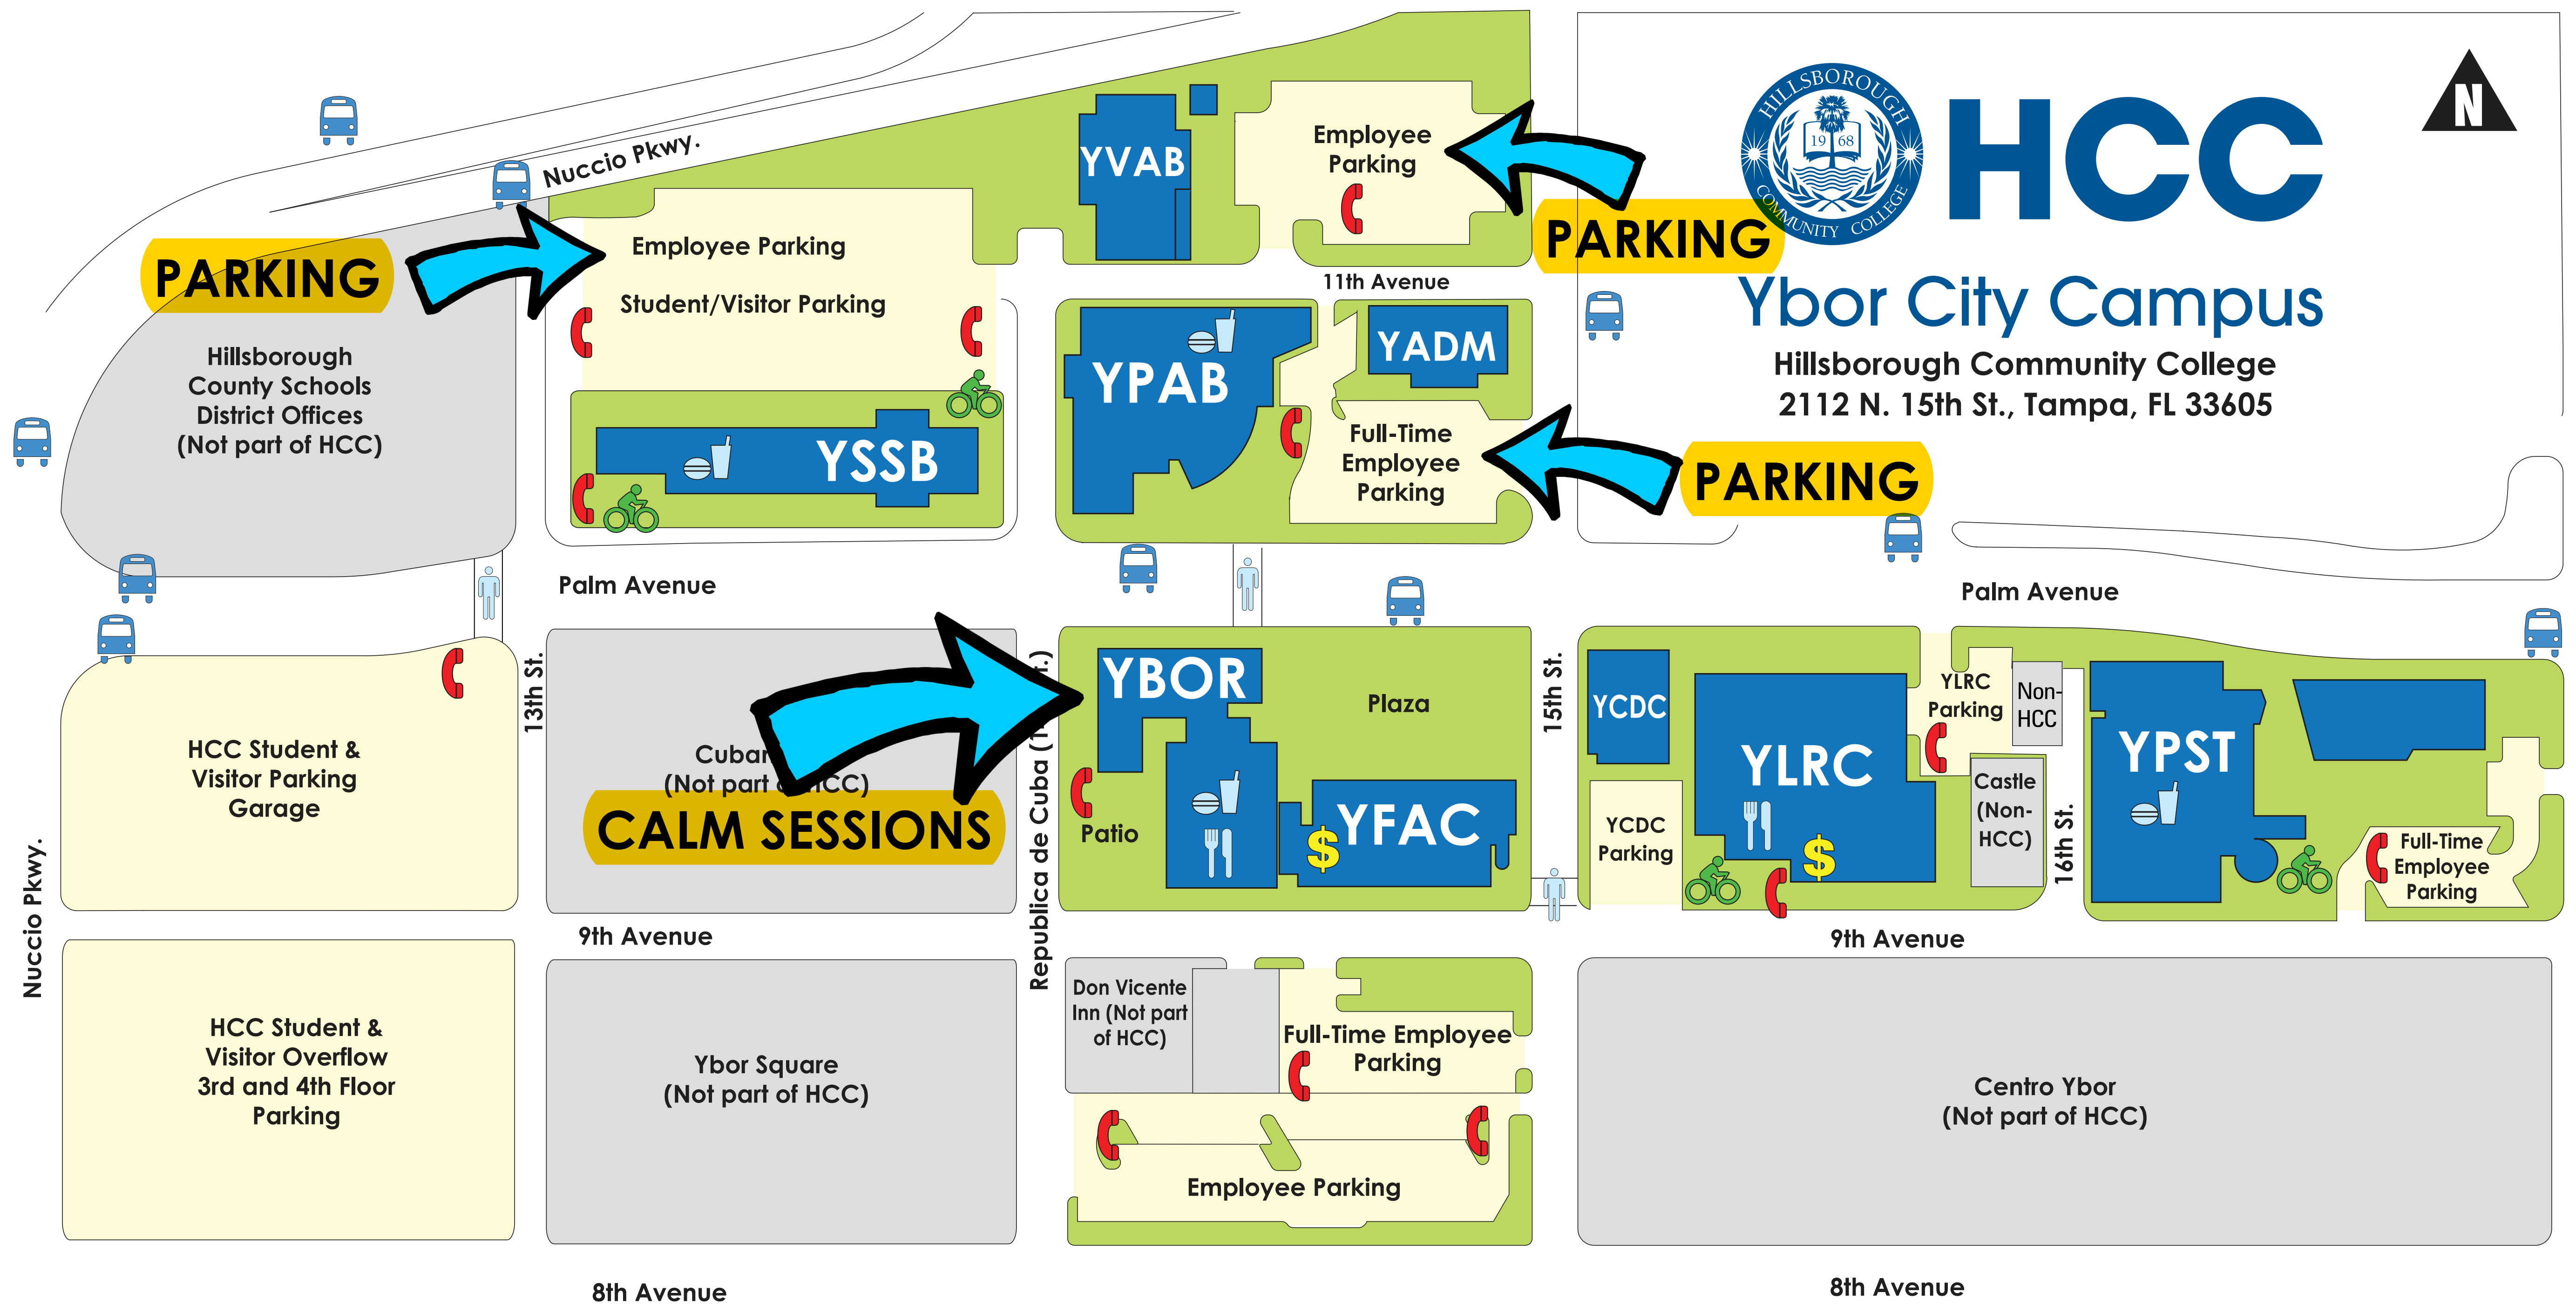 HILLSBOROUGH
COMMUNITY COLLEGE
19 68
HCC
N
Ybor City Campus
Hillsborough Community College
2112 N. 15th St., Tampa, FL 33605
Nuccio Pkwy.
YVAB
Employee
Parking
PARKING
PARKING
Employee Parking
Student/Visitor Parking
11th Avenue
Hillsborough
County Schools
District Offices
(Not part of HCC)
YSSB
YPAB
YADM
Full-Time
Employee
Parking
PARKING
Palm Avenue
Palm Avenue
13th St.
HCC Student &
Visitor Parking
Garage
Nuccio Pkwy.
(Not part
HCC)
CALM SESSIONS
Republica de Cuba
YBOR
Plaza
Patio
YFAC
$
15th St.
YCDC
YCDC
Parking
YLRC
$
YLRC
Parking
Non-
HCC
Castle
(Non-
HCC)
16th St.
YPST
Full-Time
Employee
Parking
9th Avenue
9th Avenue
HCC Student &
Visitor Overflow
3rd and 4th Floor
Parking
Ybor Square
(Not part of HCC)
Don Vicente
Inn (Not part
of HCC)
Full-Time Employee
Parking
Employee Parking
Centro Ybor
(Not part of HCC)
8th Avenue
8th Avenue